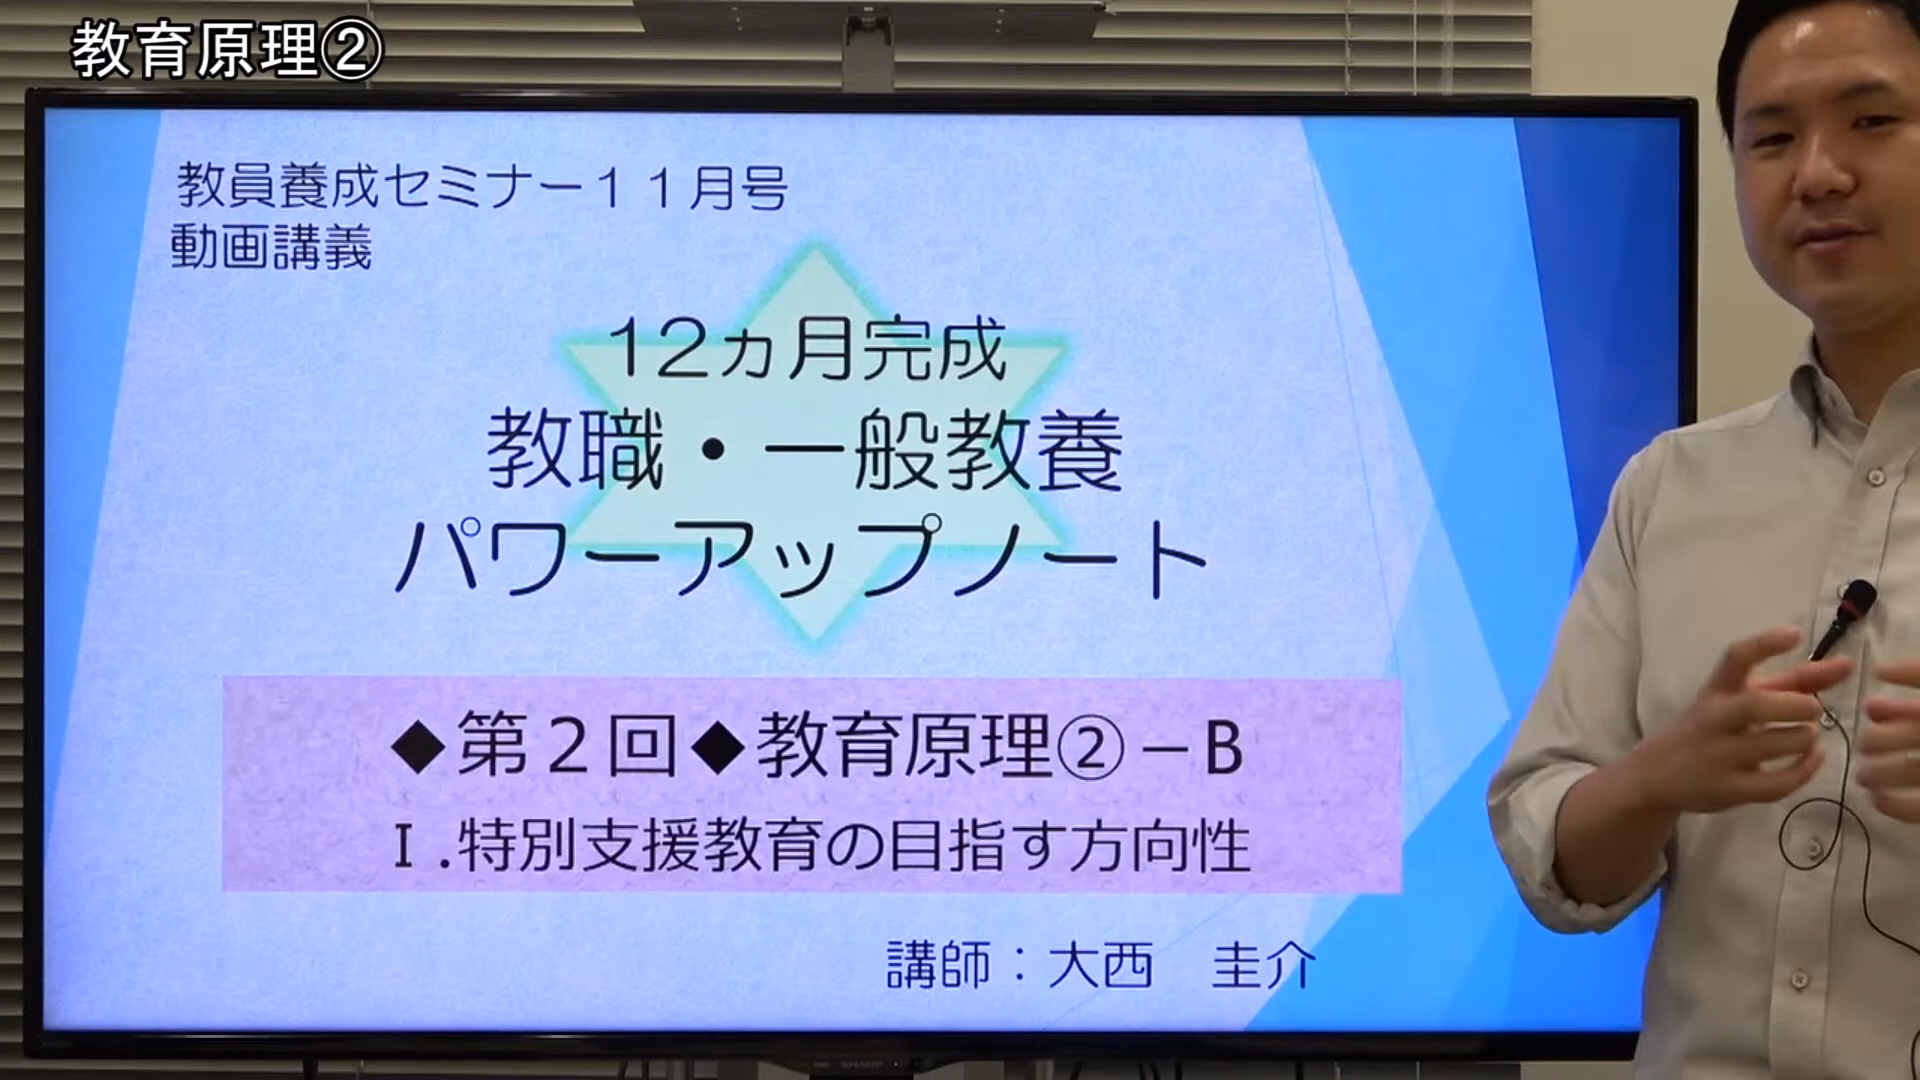 教育原理②
教員養成セミナー１１月号
動画講義
１２ヵ月完成
教職・一般教養
パワーアップノート
◆第２回◆教育原理②－B
Ⅰ.特別支援教育の目指す方向性
講師：大西　圭介